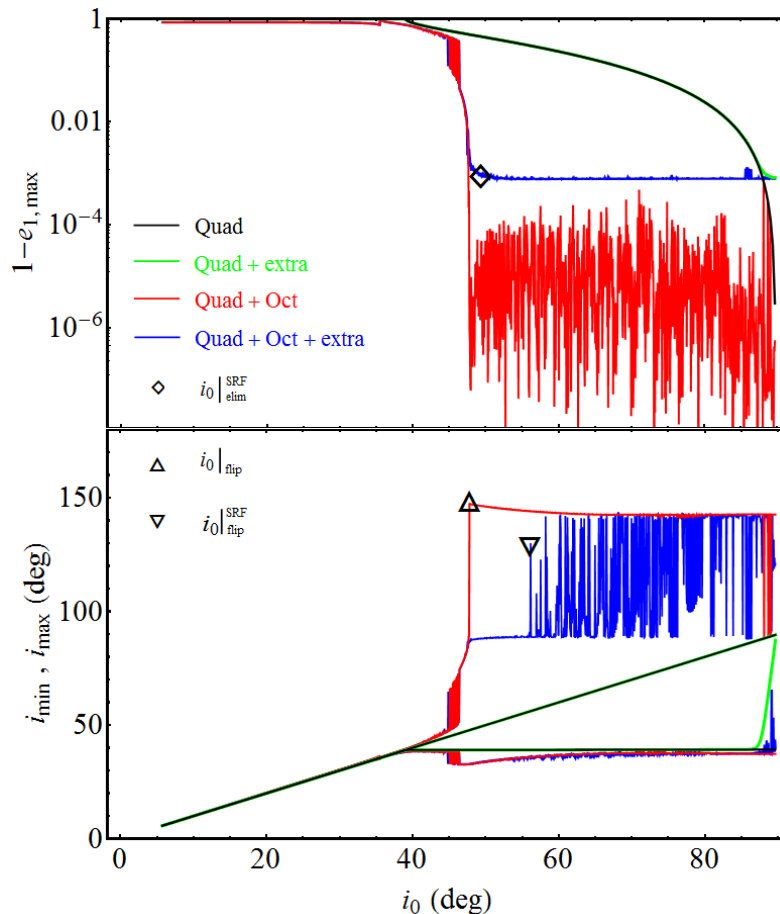 1
0.01
10⁻⁴
10⁻⁶
1−e₁,max
Quad
Quad + extra
Quad + Oct
Quad + Oct + extra
i₀|SRF elim
i₀|flip
i₀|SRF flip
150
100
50
0
i_min , i_max (deg)
0 20 40 60 80
i₀ (deg)